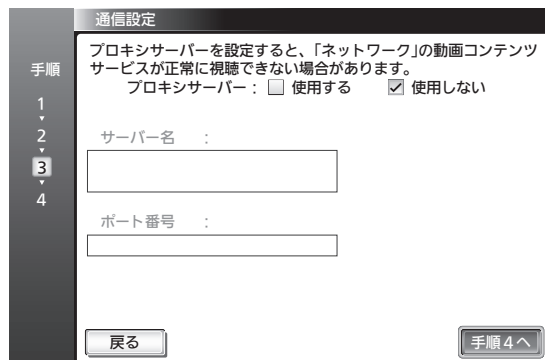 通信設定
手順
1
2
3
4
プロキシサーバーを設定すると、「ネットワーク」の動画コンテンツ
サービスが正常に視聴できない場合があります。
プロキシサーバー： 使用する 使用しない
サーバー名 ：
ポート番号 ：
戻る
手順4へ